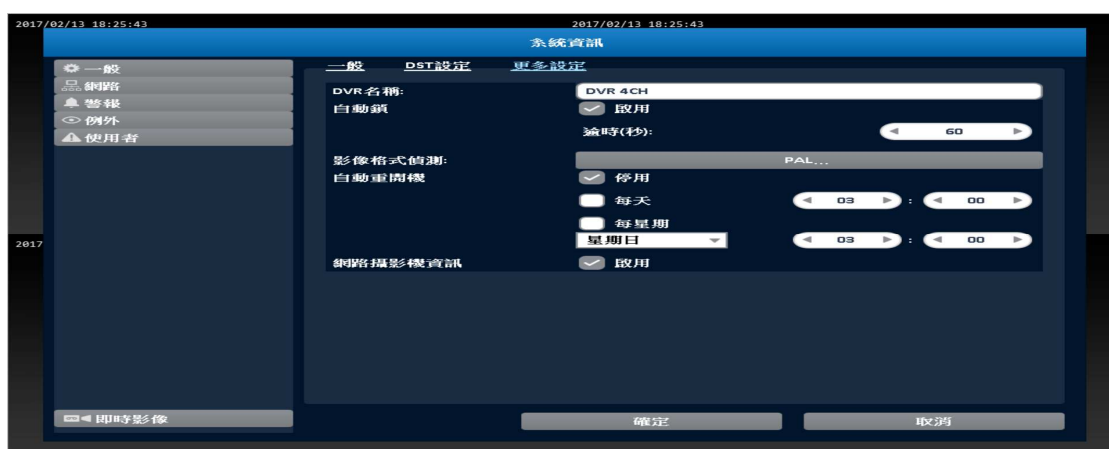 2017/02/13 18:25:43 2017/02/13 18:25:43
系統資訊
一般
網路
警報
例外
使用者
一般 DST設定 更多設定
DVR名稱: DVR 4CH
自動鎖 啟用
逾時(秒): 60
影像格式偵測: PAL...
自動重開機 停用
每天 03 : 00
每星期
2017
星期日 03 : 00
網路攝影機資訊 啟用
即時影像
確定 取消